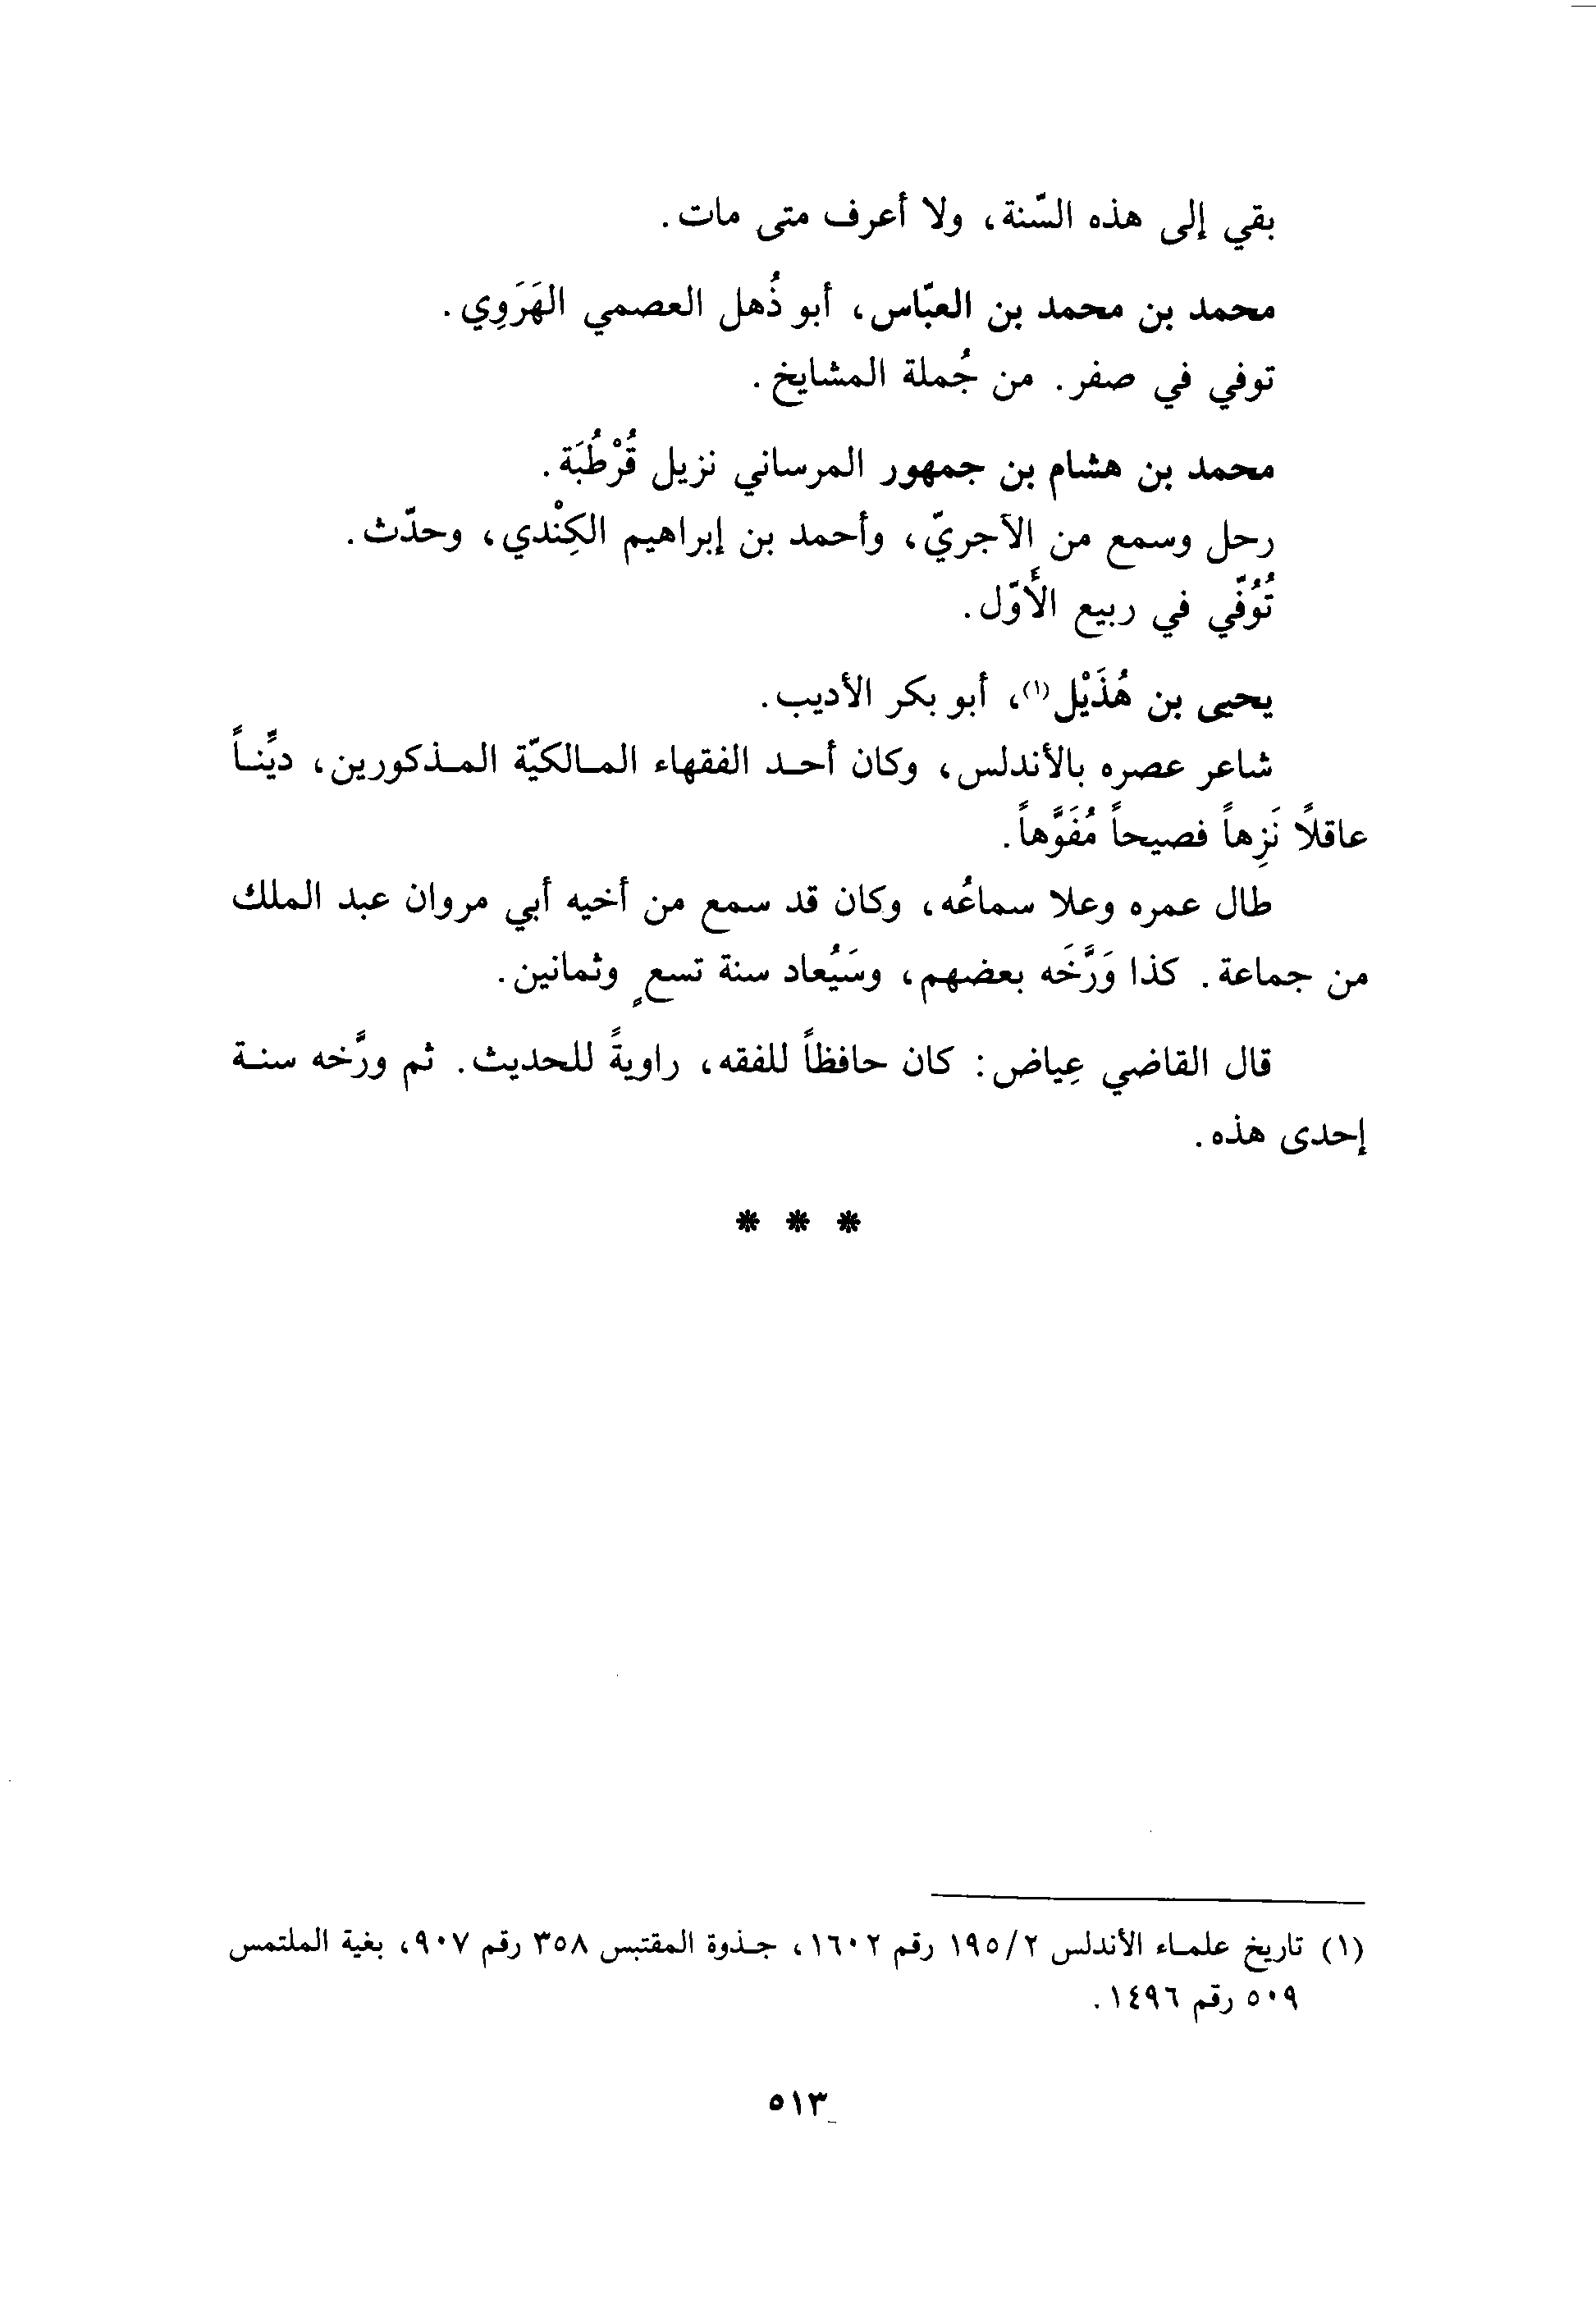 بقي إلى هذه السّنة، ولا أعرف متى مات.
محمد بن محمد بن العبّاس، أبو ذُهل العصمي الهَرَوِي.
توفي في صفر. من جُملة المشايخ.
محمد بن هشام بن جمهور المرساني نزيل قُرْطُبَة.
رحل وسمع من الآجريّ، وأحمد بن إبراهيم الكِنْدي، وحدّث.
تُوُفّي في ربيع الأَوّل.
يحيى بن هُذَيْل(١)، أبو بكر الأديب.
شاعر عصره بالأندلس، وكان أحد الفقهاء المالكيّة المذكورين، ديِّناً
عاقلًا نَزِهاً فصيحاً مُفَوَّهاً.
طال عمره وعلا سماعُه، وكان قد سمع من أخيه أبي مروان عبد الملك
من جماعة. كذا وَرَّخَه بعضهم، وسَيُعاد سنة تسعٍ وثمانين.
قال القاضي عِياض: كان حافظاً للفقه، راويةً للحديث. ثم ورَّخه سنة
إحدى هذه.
* * *
(١) تاريخ علماء الأندلس ١٩٥/٢ رقم ١٦٠٢، جذوة المقتبس ٣٥٨ رقم ٩٠٧، بغية الملتمس
٥٠٩ رقم ١٤٩٦.
٥١٣